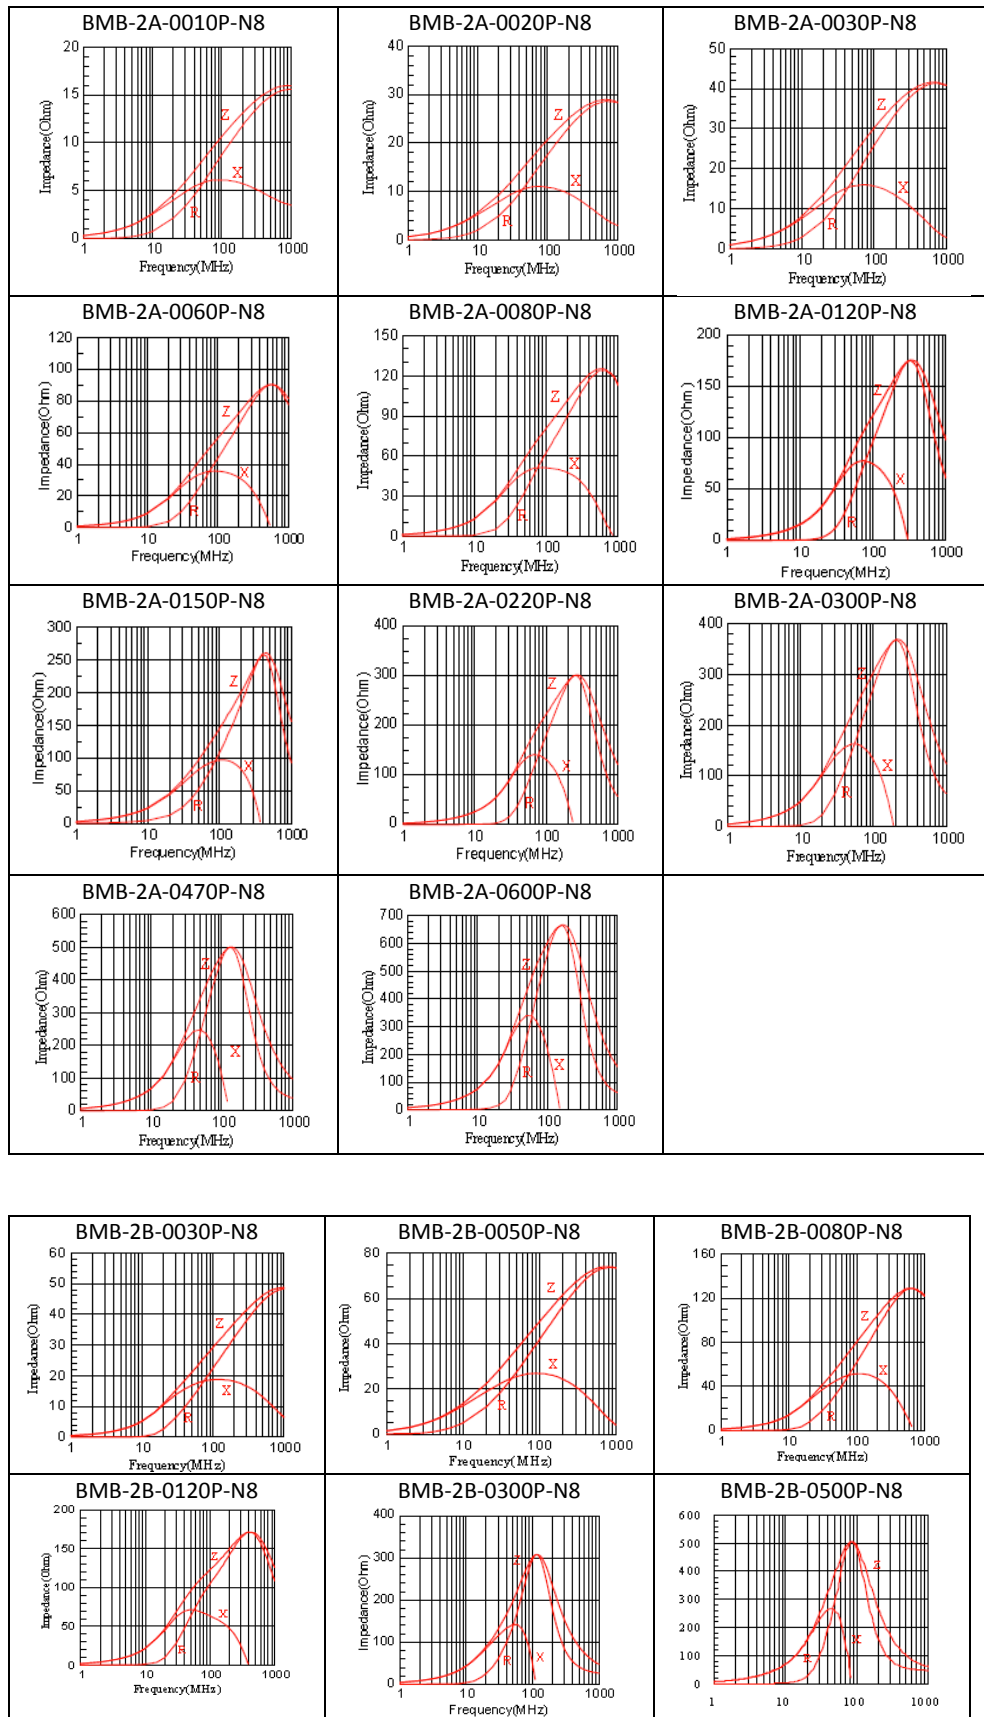 BMB-2A-0010P-N8
20
15
10
5
0
Impedance(Ohm)
Z
X
R
1 10 100 1000
Frequency(MHz)
BMB-2A-0020P-N8
40
30
20
10
0
Impedance(Ohm)
Z
X
R
1 10 100 1000
Frequency(MHz)
BMB-2A-0030P-N8
50
40
30
20
10
0
Impedance(Ohm)
Z
X
R
1 10 100 1000
Frequency(MHz)
BMB-2A-0060P-N8
120
100
80
60
40
20
0
Impedance(Ohm)
Z
X
R
1 10 100 1000
Frequency(MHz)
BMB-2A-0080P-N8
150
120
90
60
30
0
Impedance(Ohm)
Z
X
R
1 10 100 1000
Frequency(MHz)
BMB-2A-0120P-N8
200
150
100
50
0
Impedance(Ohm)
Z
X
R
1 10 100 1000
Frequency(MHz)
BMB-2A-0150P-N8
300
250
200
150
100
50
0
Impedance(Ohm)
Z
X
R
1 10 100 1000
Frequency(MHz)
BMB-2A-0220P-N8
400
300
200
100
0
Impedance(Ohm)
Z
X
R
1 10 100 1000
Frequency(MHz)
BMB-2A-0300P-N8
400
300
200
100
0
Impedance(Ohm)
Z
X
R
1 10 100 1000
Frequency(MHz)
BMB-2A-0470P-N8
600
500
400
300
200
100
0
Impedance(Ohm)
Z
X
R
1 10 100 1000
Frequency(MHz)
BMB-2A-0600P-N8
700
600
500
400
300
200
100
0
Impedance(Ohm)
Z
X
R
1 10 100 1000
Frequency(MHz)
BMB-2B-0030P-N8
60
50
40
30
20
10
0
Impedance(Ohm)
Z
X
R
1 10 100 1000
Frequency(MHz)
BMB-2B-0050P-N8
80
60
40
20
0
Impedance(Ohm)
Z
X
R
1 10 100 1000
Frequency(MHz)
BMB-2B-0080P-N8
160
120
80
40
0
Impedance(Ohm)
Z
X
R
1 10 100 1000
Frequency(MHz)
BMB-2B-0120P-N8
200
150
100
50
0
Impedance(Ohm)
Z
X
R
1 10 100 1000
Frequency(MHz)
BMB-2B-0300P-N8
400
300
200
100
0
Impedance(Ohm)
Z
X
R
1 10 100 1000
Frequency(MHz)
BMB-2B-0500P-N8
600
500
400
300
200
100
0
Z
X
R
1 10 100 1000